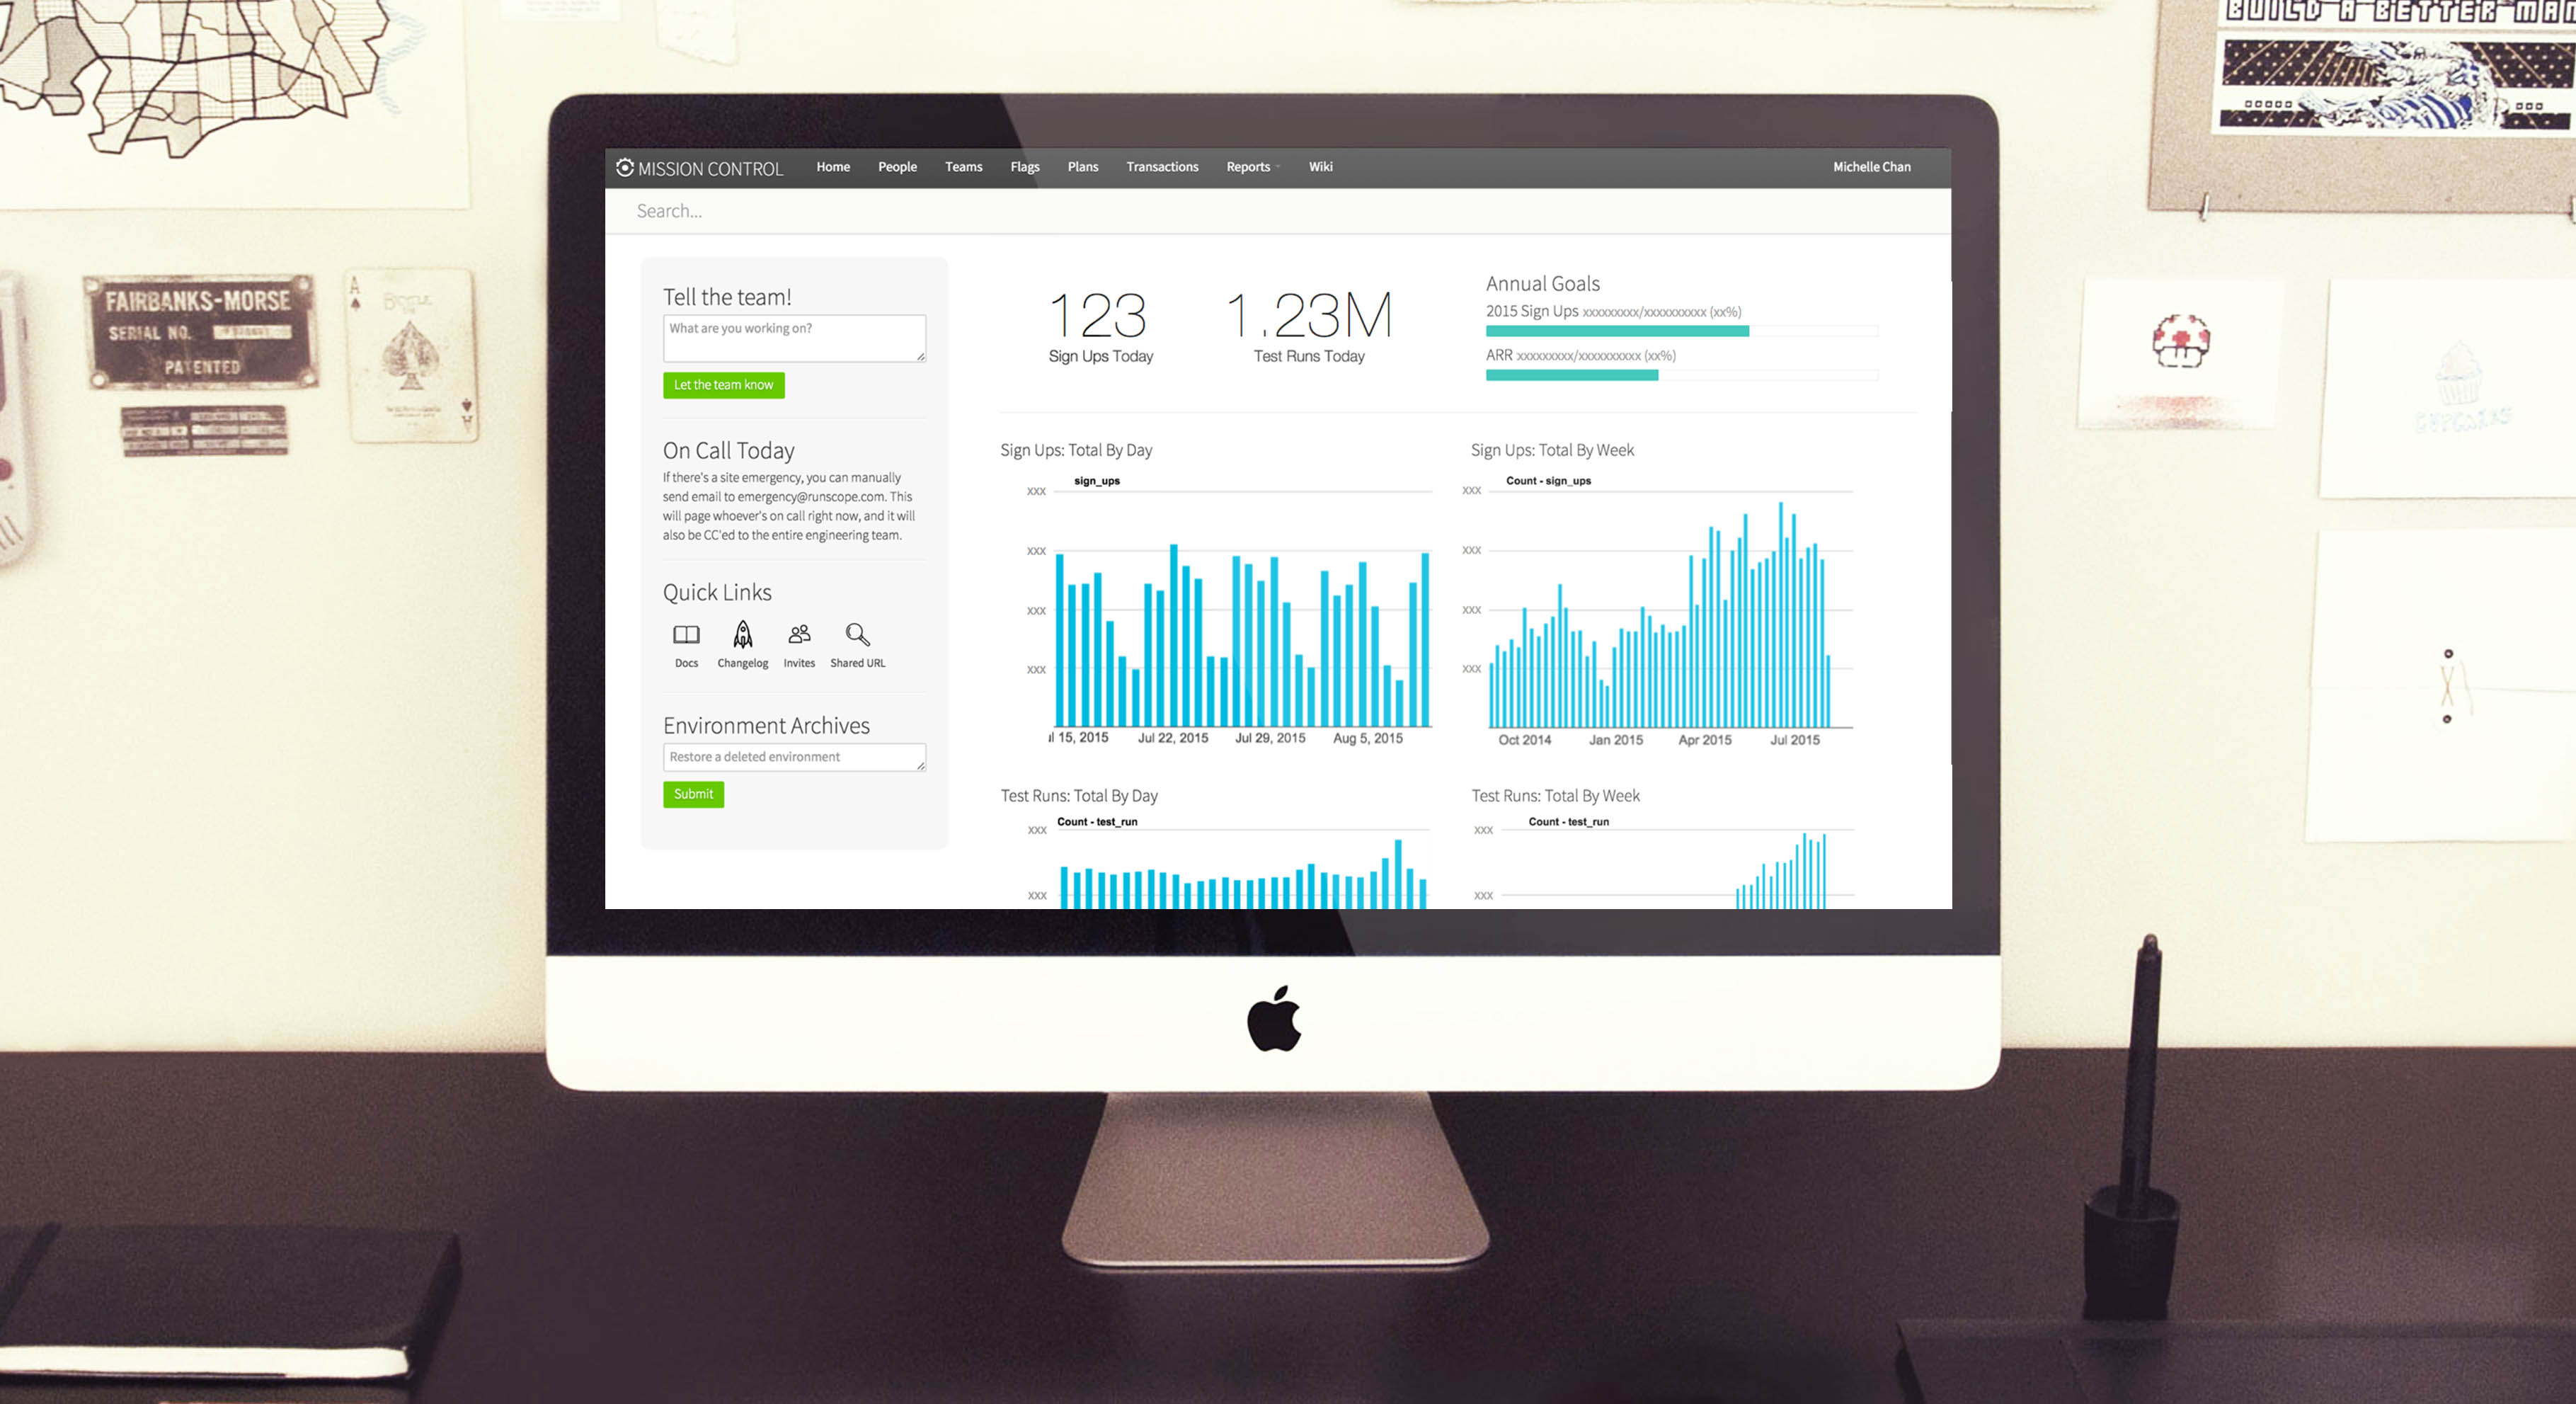 BUILD A BETTER MA
MISSION CONTROL
Home People Teams Flags Plans Transactions Reports Wiki
Michelle Chan
Search...
FAIRBANKS-MORSE
SERIAL NO.
PATENTED
A
A
Tell the team!
What are you working on?
Let the team know
On Call Today
If there's a site emergency, you can manually
send email to emergency@runscope.com. This
will page whoever's on call right now, and it will
also be CC'ed to the entire engineering team.
Quick Links
Docs Changelog Invites Shared URL
Environment Archives
Restore a deleted environment
Submit
123
Sign Ups Today
1.23M
Test Runs Today
Annual Goals
2015 Sign Ups xxxxxxxxx/xxxxxxxxxx (xx%)
ARR xxxxxxxxx/xxxxxxxxxx (xx%)
Sign Ups: Total By Day
sign_ups
xxx
xxx
xxx
xxx
ul 15, 2015 Jul 22, 2015 Jul 29, 2015 Aug 5, 2015
Sign Ups: Total By Week
Count - sign_ups
xxx
xxx
xxx
xxx
Oct 2014 Jan 2015 Apr 2015 Jul 2015
Test Runs: Total By Day
Count - test_run
xxx
xxx
Test Runs: Total By Week
Count - test_run
xxx
xxx